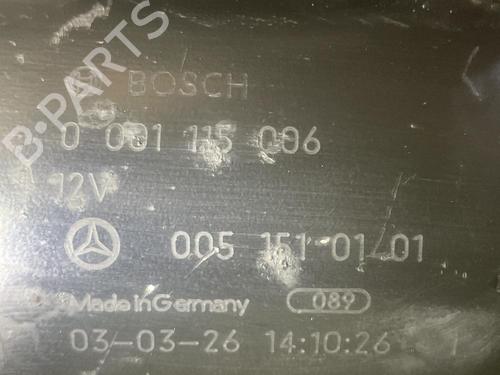 BOSCH
0 001 115 006
12V
005 151 01 01
Made in Germany 089
03-03-26 14:10:26 1
B-PARTS